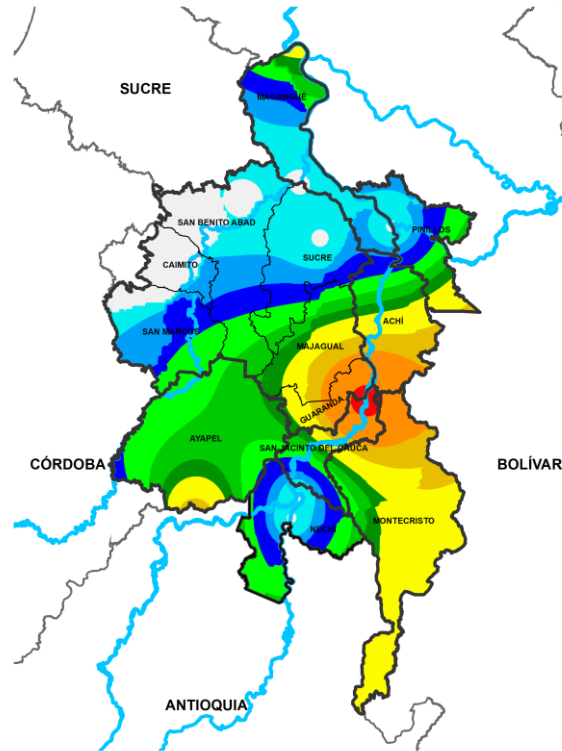 SUCRE
MAGANGUÉ
SAN BENITO ABAD
PINILLOS
SUCRE
CAIMITO
ACHÍ
SAN MARCOS
MAJAGUAL
GUARANDA
AYAPEL
SAN JACINTO DEL CAUCA
CÓRDOBA
BOLÍVAR
MONTECRISTO
NECHÍ
ANTIOQUIA